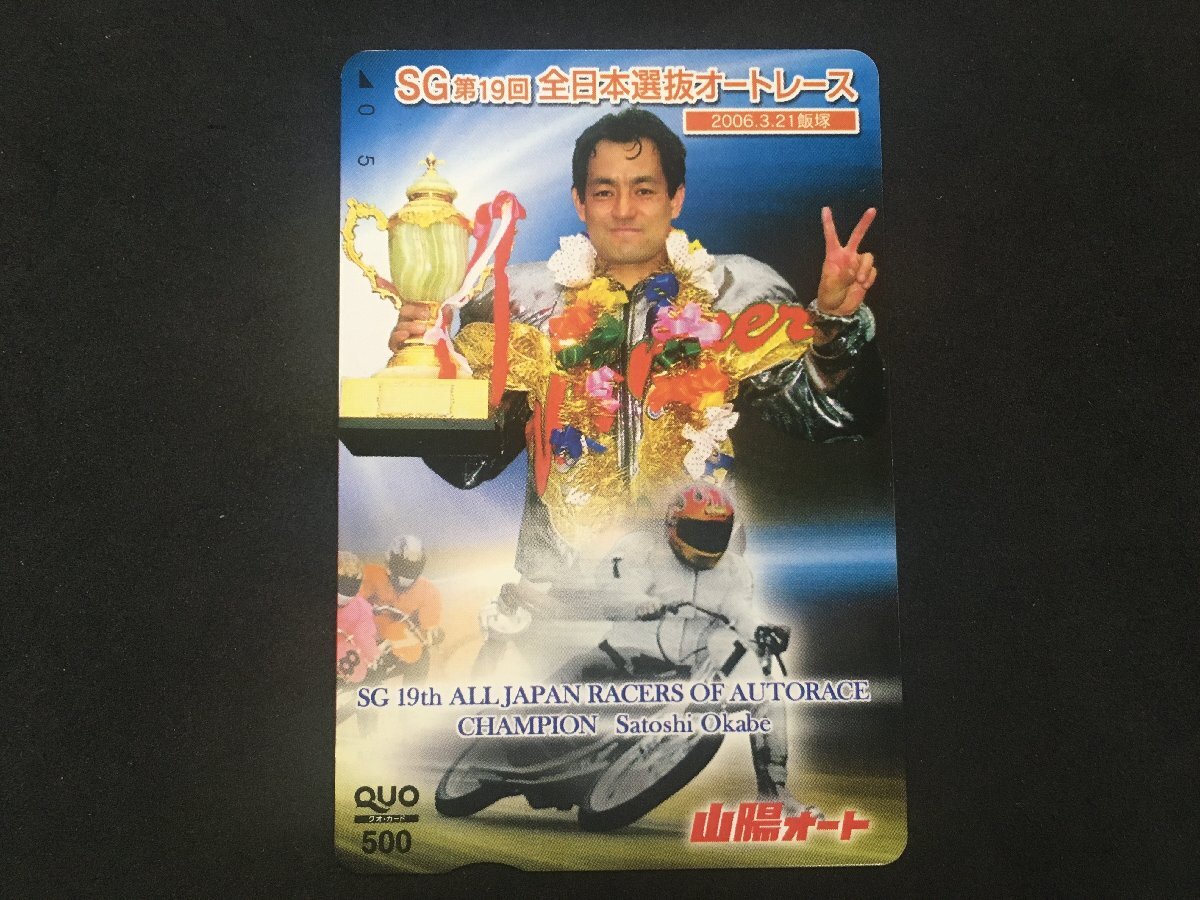 SG第19回 全日本選抜オートレース
2006.3.21飯塚
0
5
SG 19th ALL JAPAN RACERS OF AUTORACE
CHAMPION Satoshi Okabe
QUO
クオ・カード
500
山陽オート
8